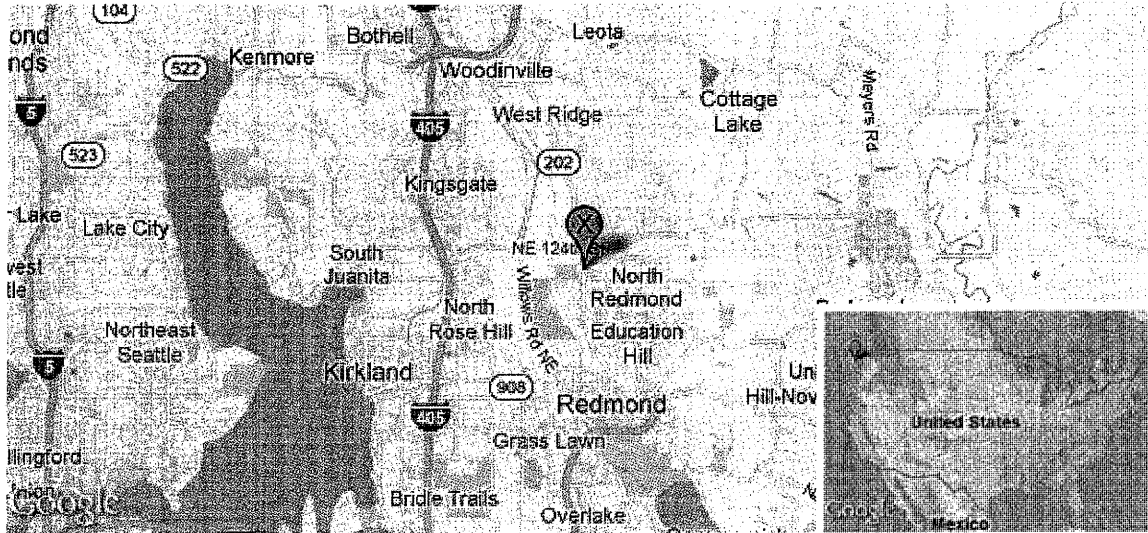 104
ond
nds
Bothell
Leota
522
Kenmore
Woodinville
5
405
West Ridge
Cottage
Lake
Meyers Rd
523
202
Kingsgate
Lake
Lake City
X
NE 124th
South
Juanita
west
tle
North
Redmond
Willows Rd NE
North
Rose Hill
Northeast
Seattle
Education
Hill
5
Kirkland
908
Redmond
405
Grass Lawn
Hill-Nov
United States
llingford
Bridle Trails
Overlake
Google
Google
Mexico